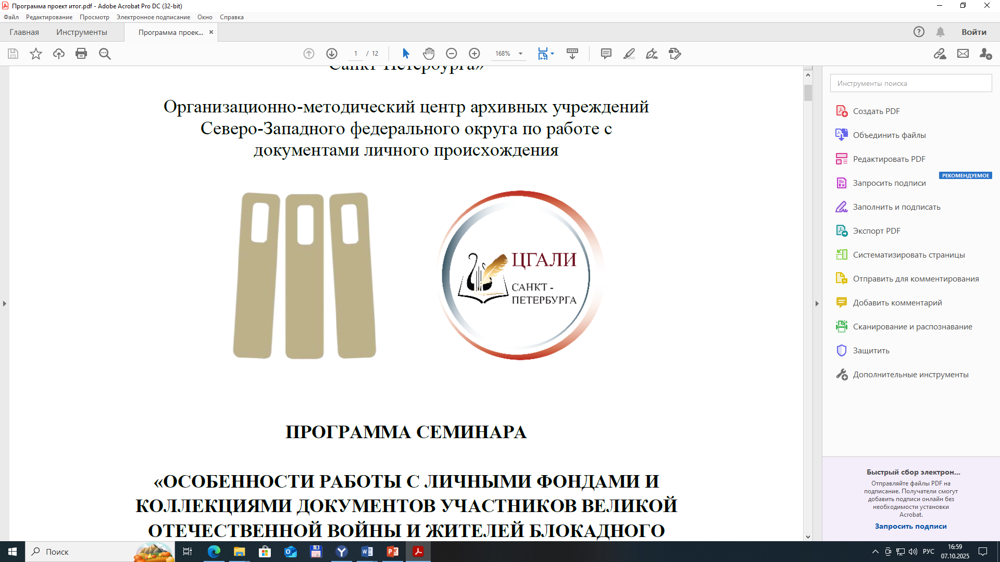 Программа проект итог.pdf - Adobe Acrobat Pro DC (32-bit)
Файл Редактирование Просмотр Электронное подписание Окно Справка
Главная Инструменты Программа проек... × Войти
1 / 12 168%
Санкт-Петербурга»
Организационно-методический центр архивных учреждений
Северо-Западного федерального округа по работе с
документами личного происхождения
ЦГАЛИ
САНКТ -
ПЕТЕРБУРГА
ПРОГРАММА СЕМИНАРА
«ОСОБЕННОСТИ РАБОТЫ С ЛИЧНЫМИ ФОНДАМИ И
КОЛЛЕКЦИЯМИ ДОКУМЕНТОВ УЧАСТНИКОВ ВЕЛИКОЙ
ОТЕЧЕСТВЕННОЙ ВОЙНЫ И ЖИТЕЛЕЙ БЛОКАДНОГО
Инструменты поиска
Создать PDF
Объединить файлы
Редактировать PDF
РЕКОМЕНДУЕМОЕ
Запросить подписи
Заполнить и подписать
Экспорт PDF
Систематизировать страницы
Отправить для комментирования
Добавить комментарий
Сканирование и распознавание
Защитить
Дополнительные инструменты
Быстрый сбор электрон...
Отправляйте файлы PDF на
подписание. Получатели смогут
добавить подписи онлайн без
необходимости установки
Acrobat.
Запросить подписи
Поиск
РУС
16:59
07.10.2025